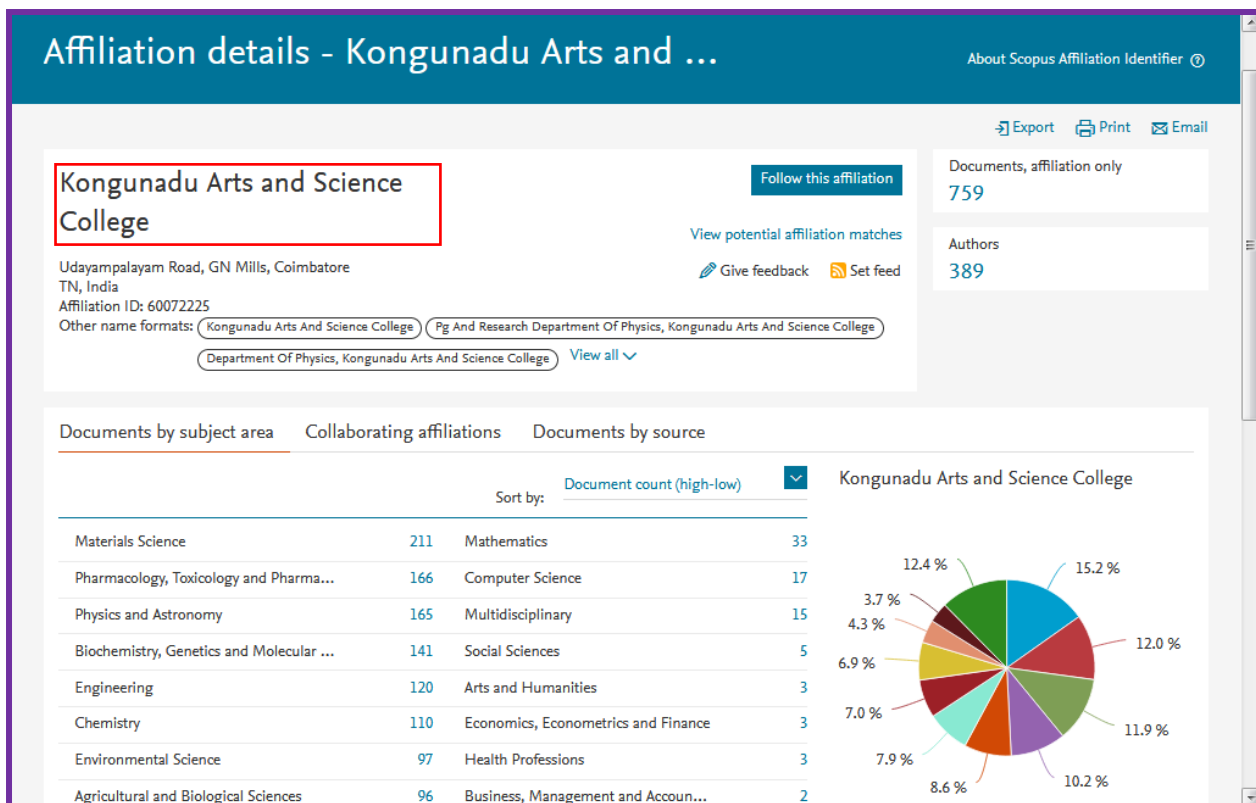 Affiliation details - Kongunadu Arts and ...
About Scopus Affiliation Identifier
Export Print Email
Kongunadu Arts and Science
College
Follow this affiliation
View potential affiliation matches
Give feedback Set feed
Udayampalayam Road, GN Mills, Coimbatore
TN, India
Affiliation ID: 60072225
Other name formats: Kongunadu Arts And Science College Pg And Research Department Of Physics, Kongunadu Arts And Science College
Department Of Physics, Kongunadu Arts And Science College View all
Documents, affiliation only
759
Authors
389
Documents by subject area Collaborating affiliations Documents by source
Sort by: Document count (high-low)
Materials Science 211 Mathematics 33
Pharmacology, Toxicology and Pharma... 166 Computer Science 17
Physics and Astronomy 165 Multidisciplinary 15
Biochemistry, Genetics and Molecular ... 141 Social Sciences 5
Engineering 120 Arts and Humanities 3
Chemistry 110 Economics, Econometrics and Finance 3
Environmental Science 97 Health Professions 3
Agricultural and Biological Sciences 96 Business, Management and Accoun... 2
Kongunadu Arts and Science College
12.4 %
15.2 %
3.7 %
4.3 %
12.0 %
6.9 %
7.0 %
11.9 %
7.9 %
10.2 %
8.6 %